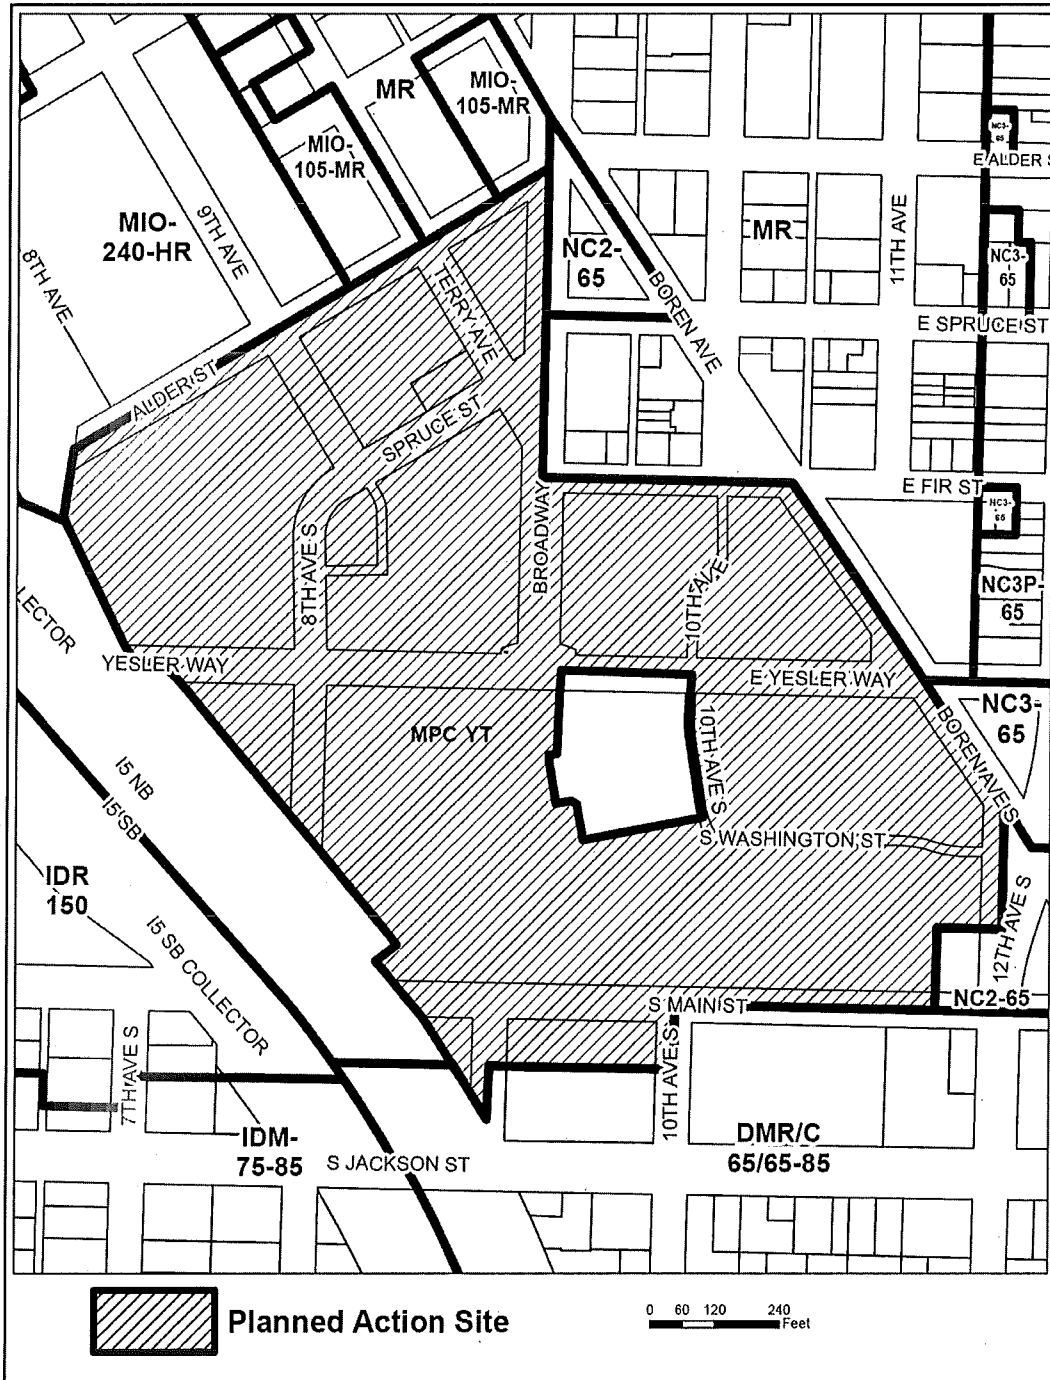 MR
MIO-
105-MR
MIO-
105-MR
NC3-
65
E ALDER S
MIO-
240-HR
9TH AVE
8TH AVE
11TH AVE
MR
NC2-
65
NC3-
65
TERRY AVE
BOREN AVE
E SPRUCE ST
ALDER ST
SPRUCE ST
E FIR ST
NC3-
65
BROADWAY
8TH AVE S
10TH AVE
NC3P-
65
LECTOR
YESLER WAY
E YESLER WAY
NC3-
65
MPC YT
10TH AVE S
BOREN AVE S
I5 NB
I5 SB
S WASHINGTON ST
IDR
150
I5 SB COLLECTOR
12TH AVE S
NC2-65
S MAIN ST
7TH AVE S
10TH AVE S
IDM-
75-85
S JACKSON ST
DMR/C
65/65-85
Planned Action Site
0 60 120 240
Feet